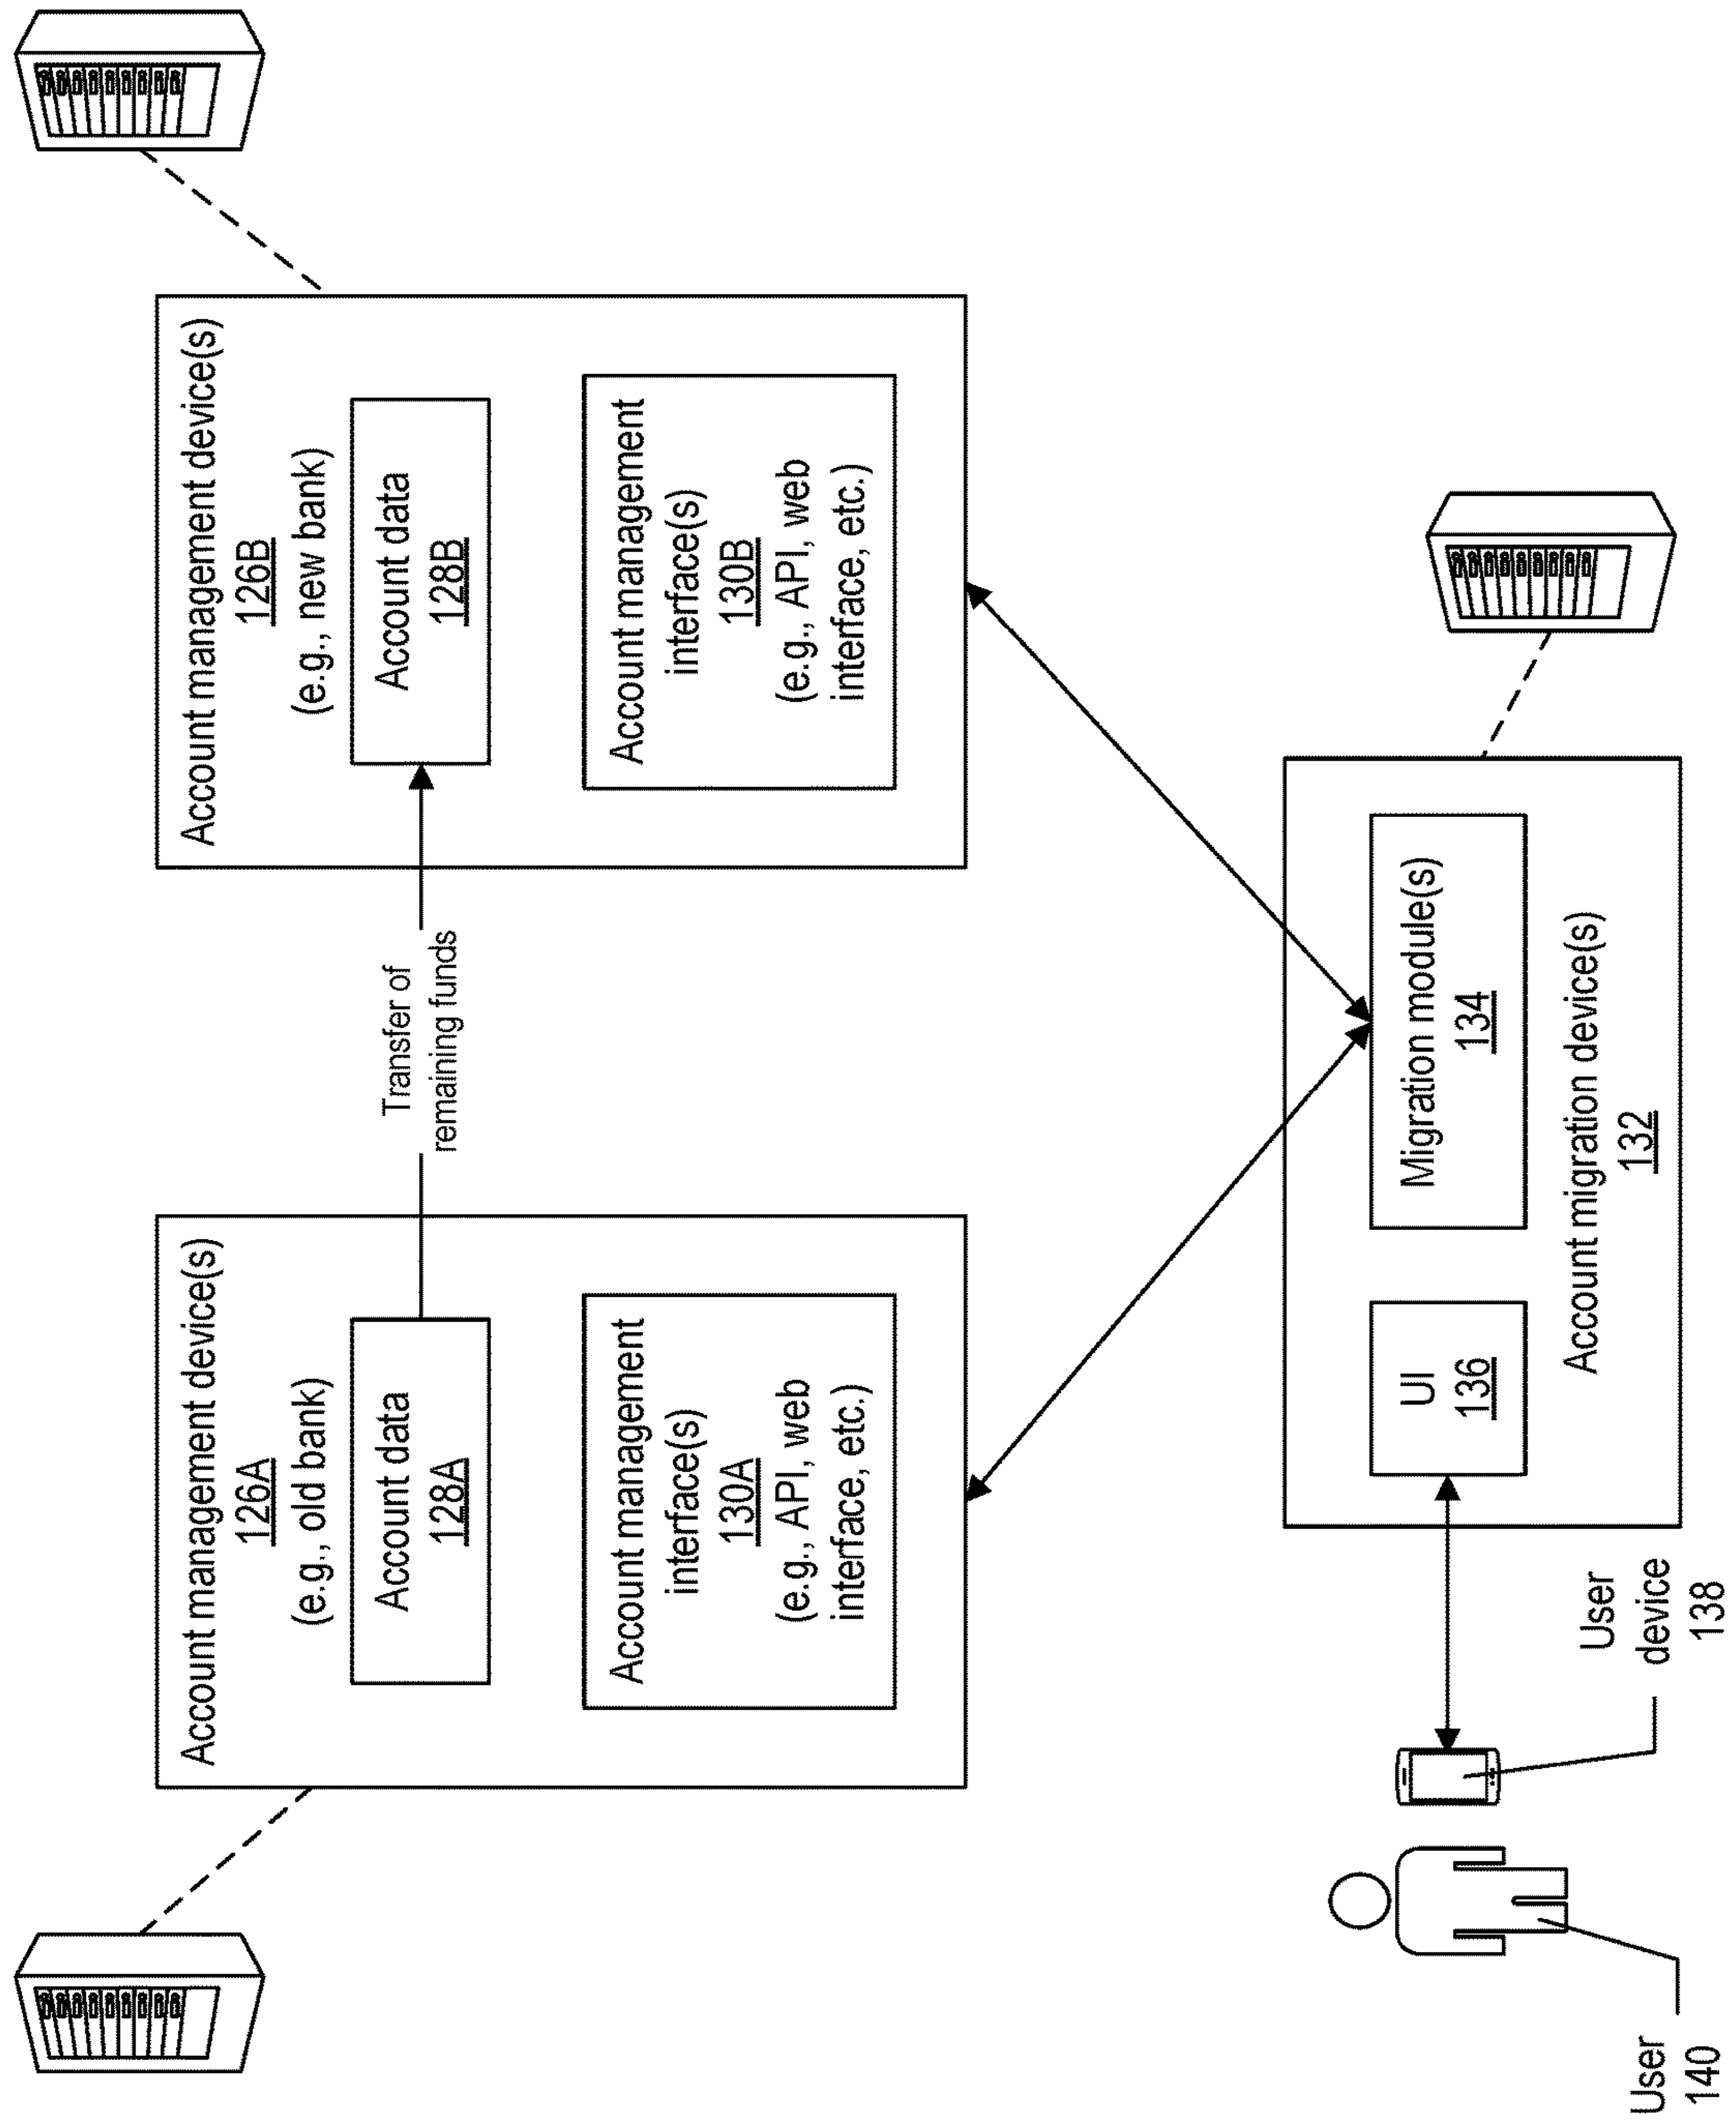 Account management device(s)
126A
(e.g., old bank)
Account data
128A
Account management
interface(s)
130A
(e.g., API, web
interface, etc.)
Transfer of
remaining funds
Account management device(s)
126B
(e.g., new bank)
Account data
128B
Account management
interface(s)
130B
(e.g., API, web
interface, etc.)
User
140
User
device
138
UI
136
Migration module(s)
134
Account migration device(s)
132